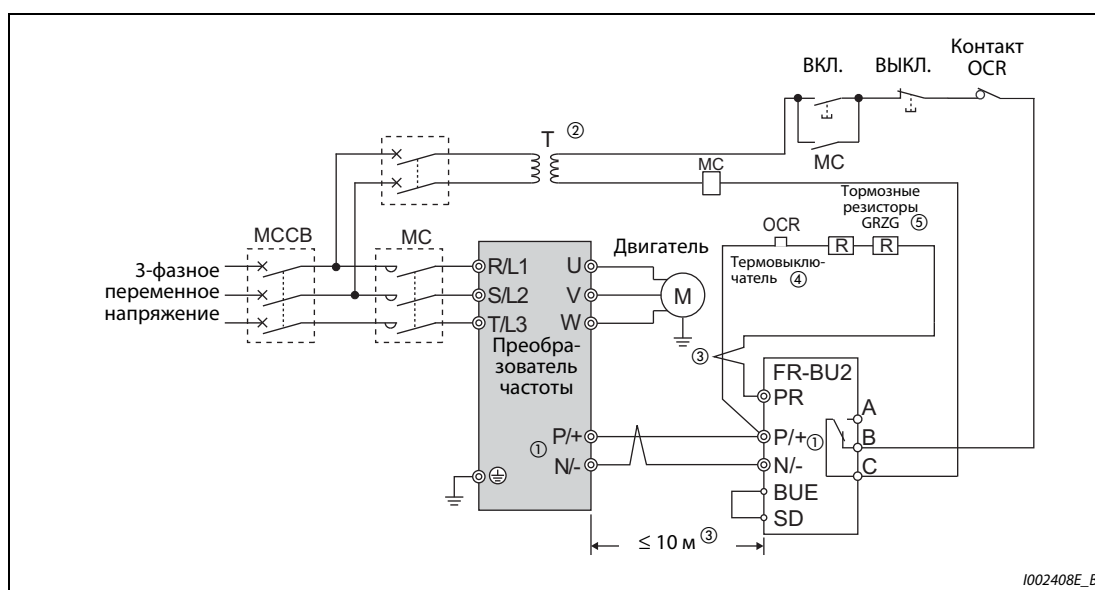 Контакт
ВКЛ.
ВЫКЛ.
OCR
T ②
MC
MC
Тормозные
резисторы
GRZG ⑤
OCR
R
R
Термовыклю-
чатель ④
MCCB
MC
3-фазное
переменное
напряжение
R/L1
S/L2
T/L3
U
V
W
Двигатель
M
Преобра-
зователь
частоты
① P/+
N/-
③
FR-BU2
PR
P/+ ①
N/-
BUE
SD
A
B
C
≤ 10 м ③
I002408E_B